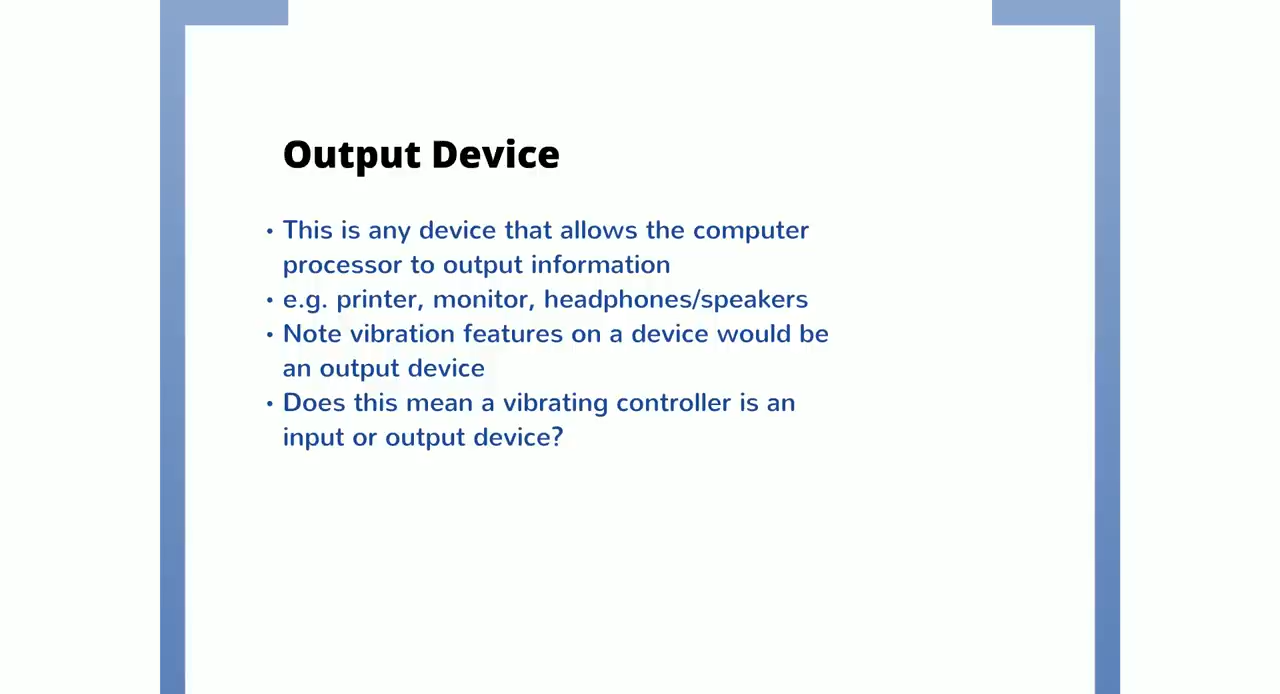 Output Device
• This is any device that allows the computer
processor to output information
• e.g. printer, monitor, headphones/speakers
• Note vibration features on a device would be
an output device
• Does this mean a vibrating controller is an
input or output device?